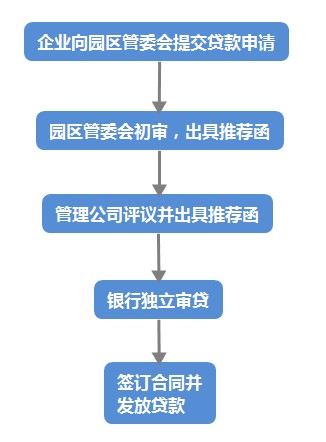 企业向园区管委会提交贷款申请
园区管委会初审，出具推荐函
管理公司评议并出具推荐函
银行独立审贷
签订合同并
发放贷款